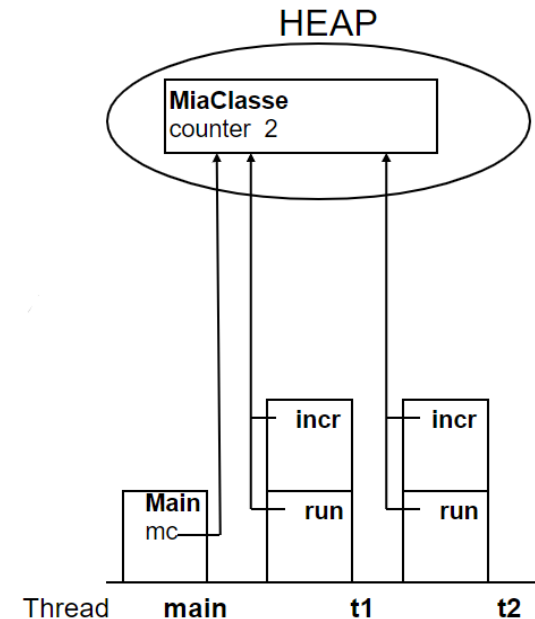 HEAP
MiaClasse
counter 2
incr
incr
Main
mc
run
run
Thread main t1 t2